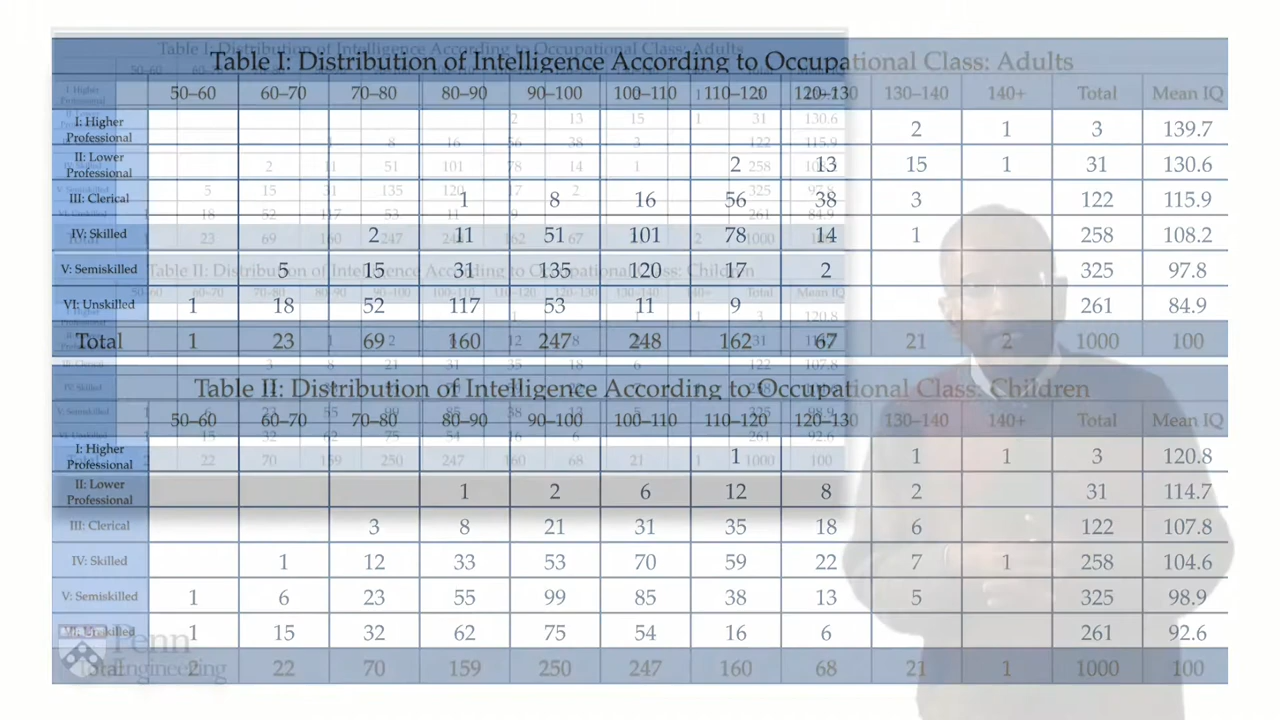 Table I: Distribution of Intelligence According to Occupational Class: Adults
50–60 60–70 70–80 80–90 90–100 100–110 110–120 120–130 130–140 140+ Total Mean IQ
I: Higher Professional 2 1 3 139.7
II: Lower Professional 2 13 15 1 31 130.6
III: Clerical 1 8 16 56 38 3 122 115.9
IV: Skilled 2 11 51 101 78 14 1 258 108.2
V: Semiskilled 5 15 31 135 120 17 2 325 97.8
VI: Unskilled 1 18 52 117 53 11 9 261 84.9
Total 1 23 69 160 247 248 162 67 21 2 1000 100
Table II: Distribution of Intelligence According to Occupational Class: Children
50–60 60–70 70–80 80–90 90–100 100–110 110–120 120–130 130–140 140+ Total Mean IQ
I: Higher Professional 1 1 1 3 120.8
II: Lower Professional 1 2 6 12 8 2 31 114.7
III: Clerical 3 8 21 31 35 18 6 122 107.8
IV: Skilled 1 12 33 53 70 59 22 7 1 258 104.6
V: Semiskilled 1 6 23 55 99 85 38 13 5 325 98.9
VI: Unskilled 1 15 32 62 75 54 16 6 261 92.6
Total 2 22 70 159 250 247 160 68 21 1 1000 100
Penn
Engineering